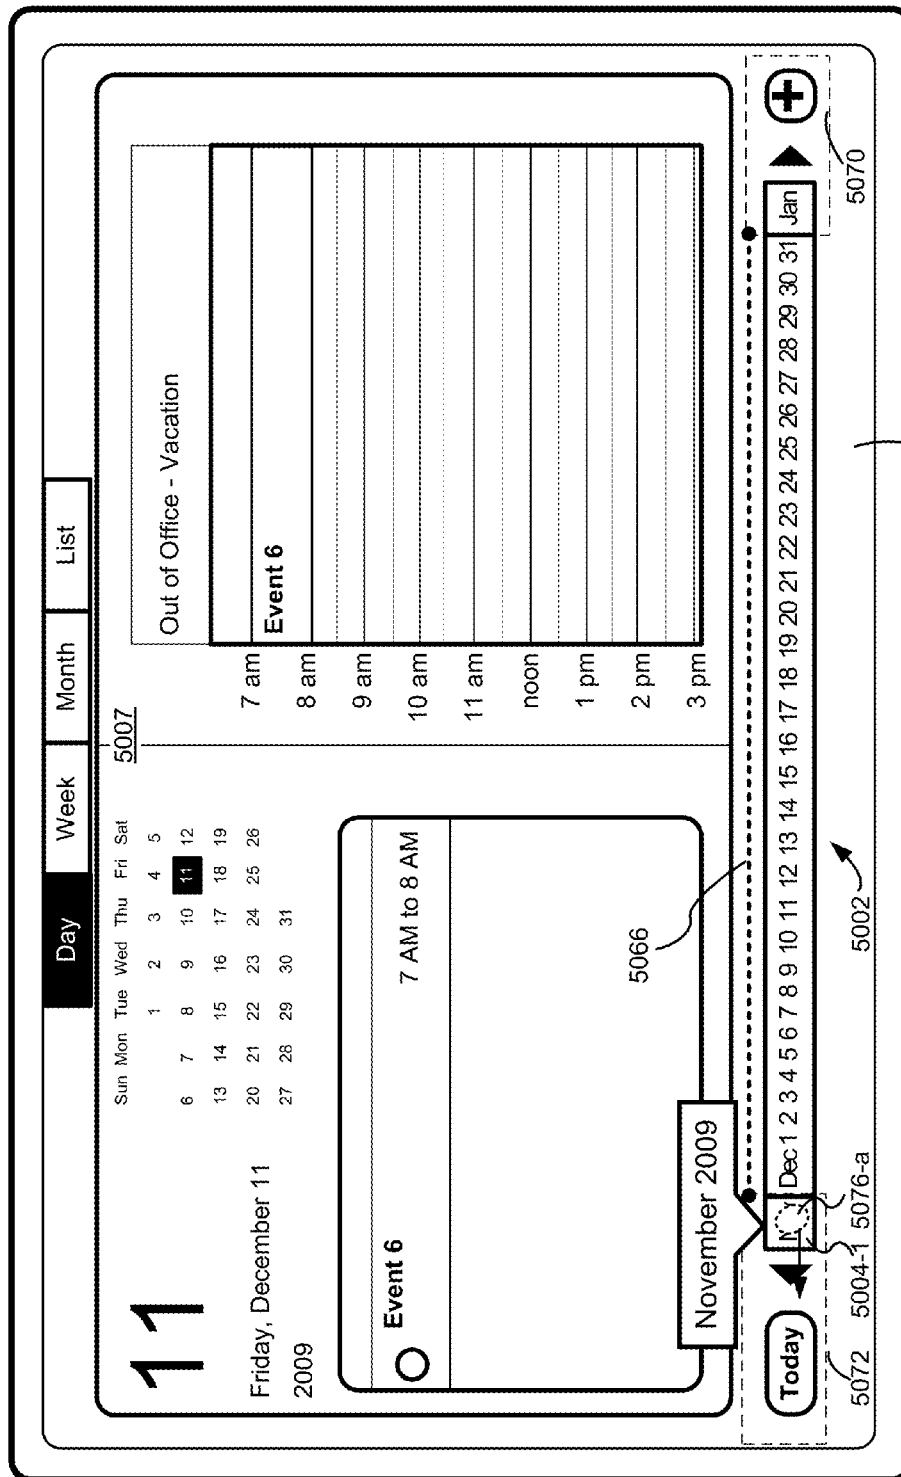 Day Week Month List
5007
11
Friday, December 11
2009
Sun Mon Tue Wed Thu Fri Sat
1 2 3 4 5
6 7 8 9 10 11 12
13 14 15 16 17 18 19
20 21 22 23 24 25 26
27 28 29 30 31
Event 6
7 AM to 8 AM
Out of Office - Vacation
7 am
Event 6
8 am
9 am
10 am
11 am
noon
1 pm
2 pm
3 pm
5066
November 2009
Today
Dec 1 2 3 4 5 6 7 8 9 10 11 12 13 14 15 16 17 18 19 20 21 22 23 24 25 26 27 28 29 30 31 Jan
5072
5004-1
5076-a
5002
5070